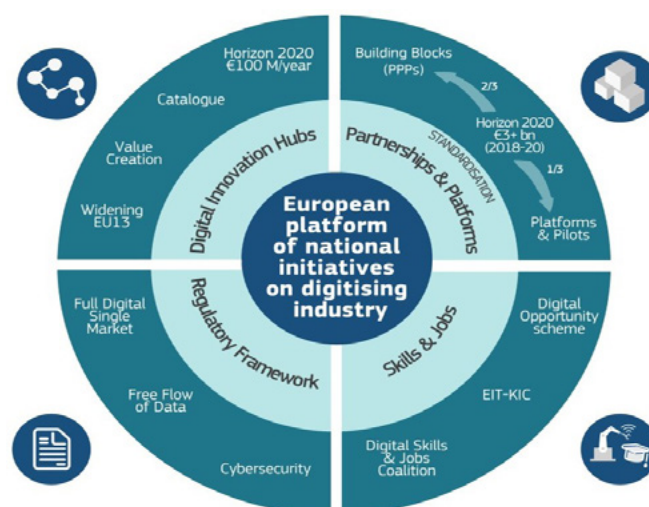 Horizon 2020
€100 M/year
Catalogue
Value
Creation
Widening
EU13
Digital Innovation Hubs
Building Blocks
(PPPs)
2/3
Horizon 2020
€3+ bn
(2018-20)
1/3
Platforms
& Pilots
STANDARDISATION
Partnerships & Platforms
European
platform
of national
initiatives
on digitising
industry
Full Digital
Single
Market
Free Flow
of Data
Cybersecurity
Regulatory Framework
Skills & Jobs
Digital
Opportunity
scheme
EIT-KIC
Digital Skills
& Jobs
Coalition